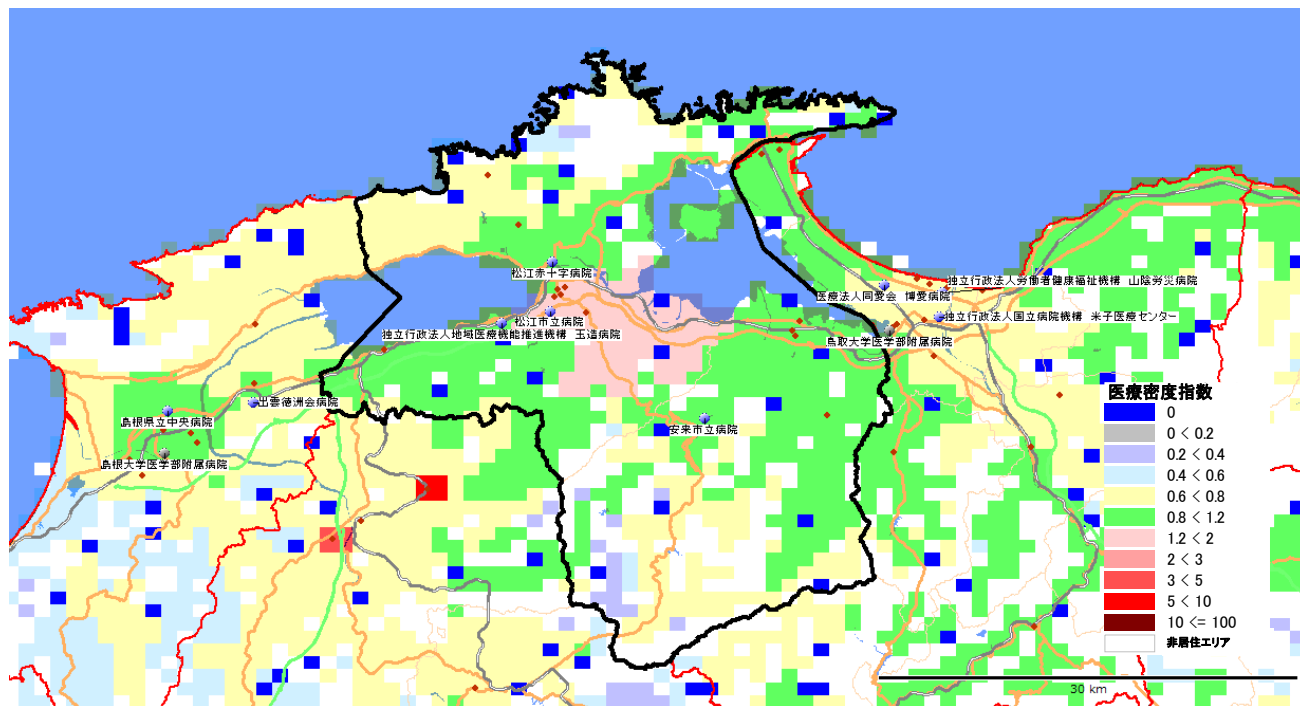 松江赤十字病院
独立行政法人労働者健康福祉機構 山陰労災病院
医療法人同愛会 博愛病院
松江市立病院
独立行政法人国立病院機構 米子医療センター
独立行政法人地域医療機能推進機構 玉造病院
鳥取大学医学部附属病院
出雲徳洲会病院
島根県立中央病院
安来市立病院
島根大学医学部附属病院
医療密度指数
0
0 < 0.2
0.2 < 0.4
0.4 < 0.6
0.6 < 0.8
0.8 < 1.2
1.2 < 2
2 < 3
3 < 5
5 < 10
10 <= 100
非居住エリア
30 km